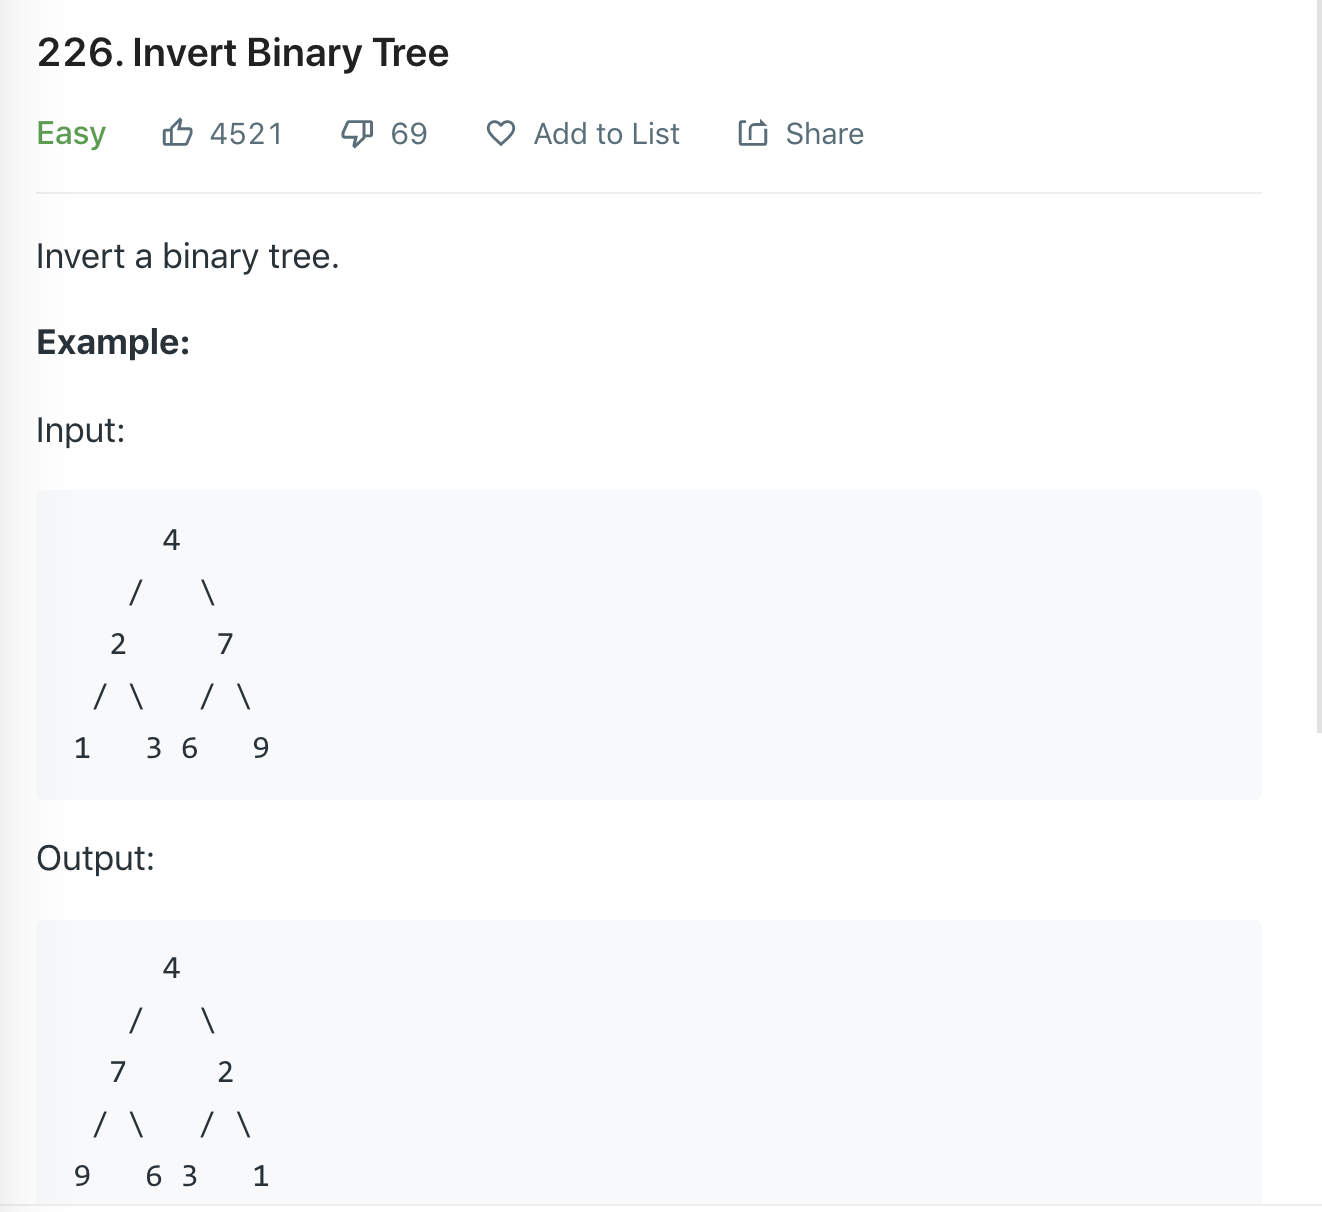 226. Invert Binary Tree
Easy 4521 69 Add to List Share
Invert a binary tree.
Example:
Input:
     4
   /   \
  2     7
 / \   / \
1   3 6   9
Output:
     4
   /   \
  7     2
 / \   / \
9   6 3   1